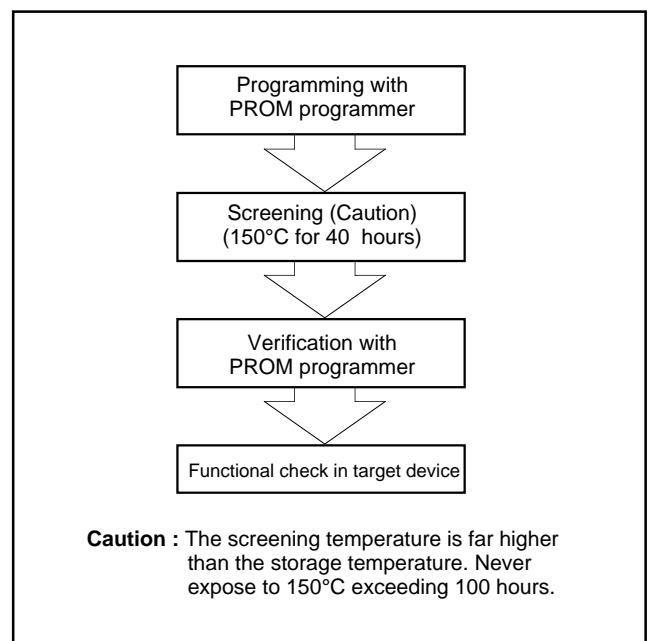 Programming with
PROM programmer
Screening (Caution)
(150°C for 40 hours)
Verification with
PROM programmer
Functional check in target device
Caution : The screening temperature is far higher
than the storage temperature. Never
expose to 150°C exceeding 100 hours.